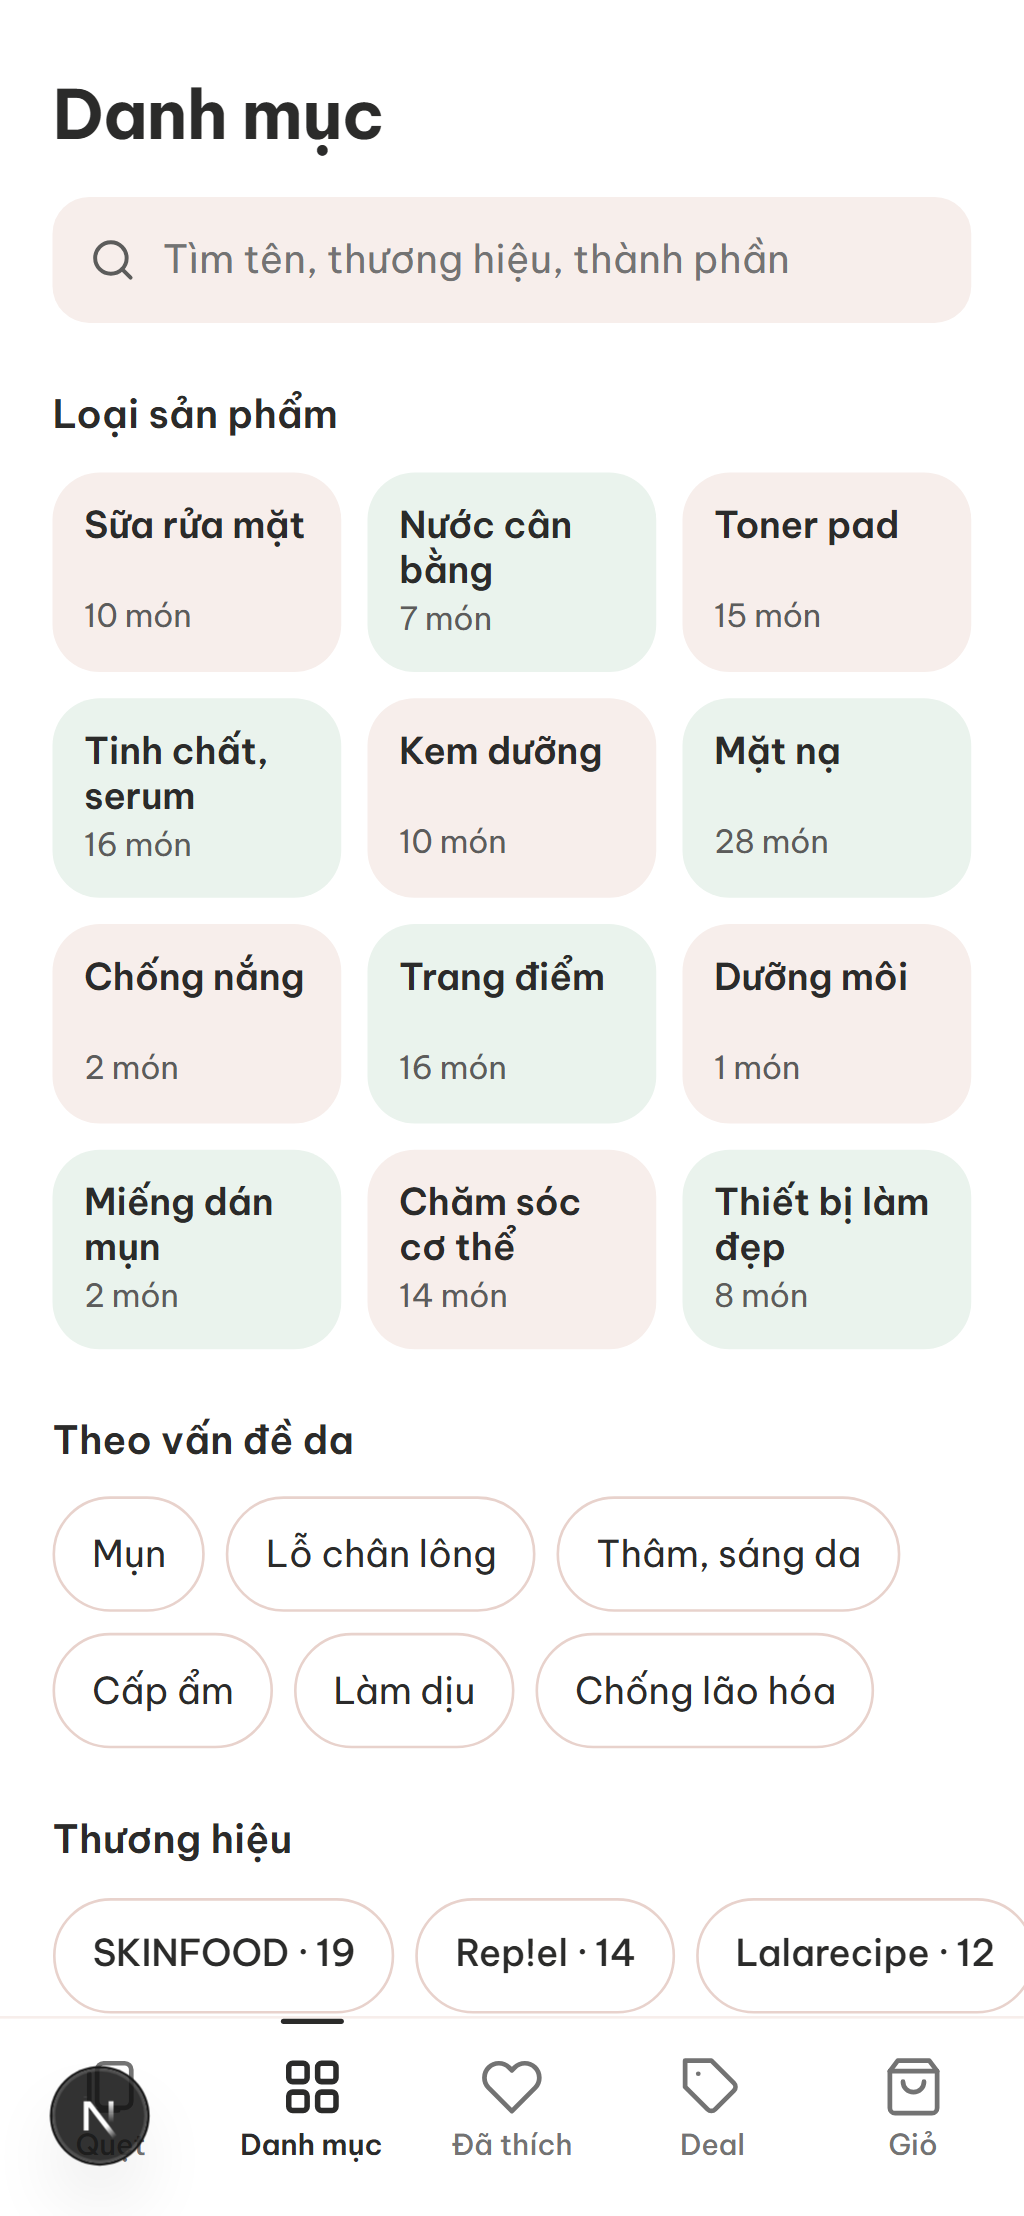 Danh mục
Tìm tên, thương hiệu, thành phần
Loại sản phẩm
Sữa rửa mặt
10 món
Nước cân
bằng
7 món
Toner pad
15 món
Tinh chất,
serum
16 món
Kem dưỡng
10 món
Mặt nạ
28 món
Chống nắng
2 món
Trang điểm
16 món
Dưỡng môi
1 món
Miếng dán
mụn
2 món
Chăm sóc
cơ thể
14 món
Thiết bị làm
đẹp
8 món
Theo vấn đề da
Mụn
Lỗ chân lông
Thâm, sáng da
Cấp ẩm
Làm dịu
Chống lão hóa
Thương hiệu
SKINFOOD · 19
Rep!el · 14
Lalarecipe · 12
N
Quẹt
Danh mục
Đã thích
Deal
Giỏ